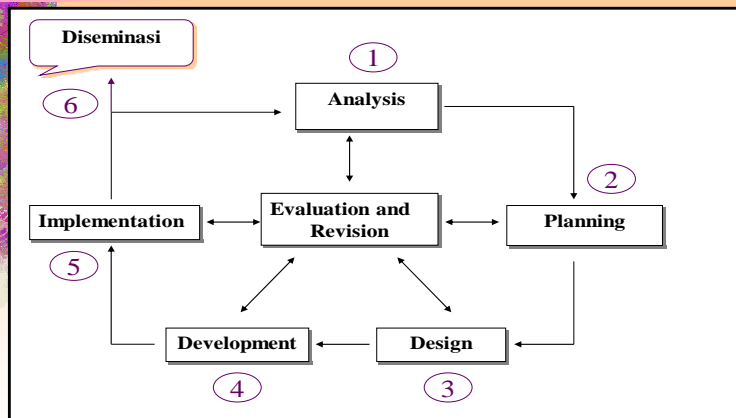 Diseminasi
1
6
Analysis
2
Implementation
Evaluation and
Revision
Planning
5
Development
Design
4
3